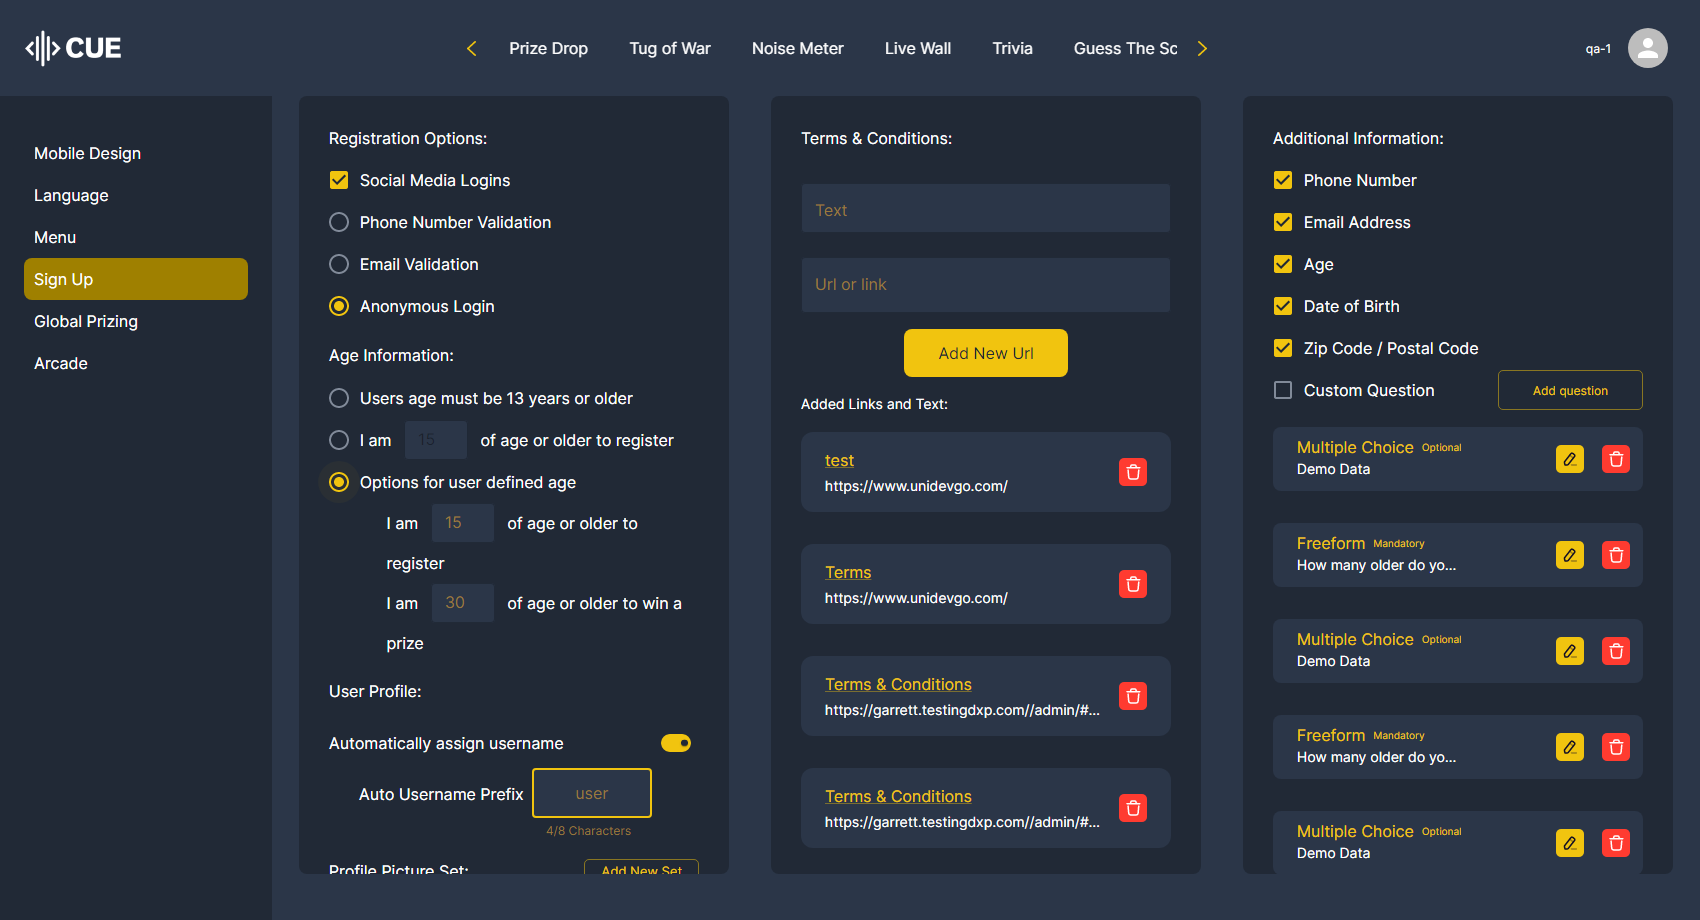 CUE
Prize Drop
Tug of War
Noise Meter
Live Wall
Trivia
Guess The Sc
qa-1
Mobile Design
Language
Menu
Sign Up
Global Prizing
Arcade
Registration Options:
Social Media Logins
Phone Number Validation
Email Validation
Anonymous Login
Age Information:
Users age must be 13 years or older
I am 15 of age or older to register
Options for user defined age
I am 15 of age or older to
register
I am 30 of age or older to win a
prize
User Profile:
Automatically assign username
Auto Username Prefix user
4/8 Characters
Profile Picture Set:
Add New Set
Terms & Conditions:
Text
Url or link
Add New Url
Added Links and Text:
test
https://www.unidevgo.com/
Terms
https://www.unidevgo.com/
Terms & Conditions
https://garrett.testingdxp.com//admin/#...
Terms & Conditions
https://garrett.testingdxp.com//admin/#...
Additional Information:
Phone Number
Email Address
Age
Date of Birth
Zip Code / Postal Code
Custom Question
Add question
Multiple Choice Optional
Demo Data
Freeform Mandatory
How many older do yo...
Multiple Choice Optional
Demo Data
Freeform Mandatory
How many older do yo...
Multiple Choice Optional
Demo Data